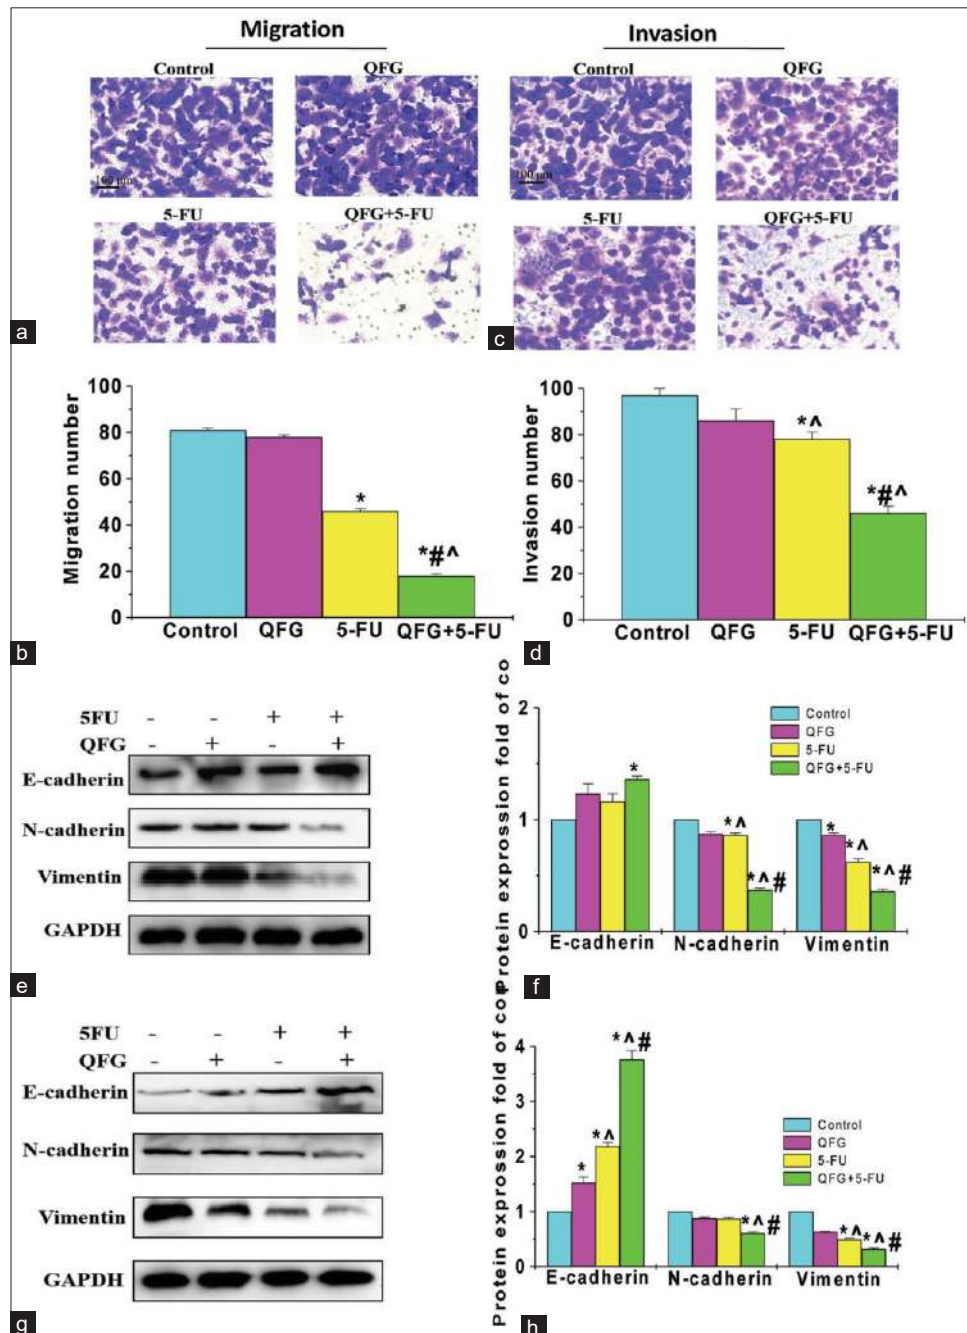 Migration
Invasion
Control
QFG
Control
QFG
100 μm
100 μm
5-FU
QFG+5-FU
5-FU
QFG+5-FU
a
c
100
80
60
40
20
0
Migration number
*
*#^
Control QFG 5-FU QFG+5-FU
b
100
80
60
40
20
0
Invasion number
*^
*#^
Control QFG 5-FU QFG+5-FU
d
5FU - - + +
QFG - + - +
E-cadherin
N-cadherin
Vimentin
GAPDH
e
Protein exprossion fold of co
2
1
0
Control
QFG
5-FU
QFG+5-FU
*
*^
*^#
*
*^
*^#
E-cadherin N-cadherin Vimentin
f
5FU - - + +
QFG - + - +
E-cadherin
N-cadherin
Vimentin
GAPDH
g
Protein exprossion fold of con
4
3
2
1
0
Control
QFG
5-FU
QFG+5-FU
*
*^
*^#
*^#
*^
*^#
E-cadherin N-cadherin Vimentin
h